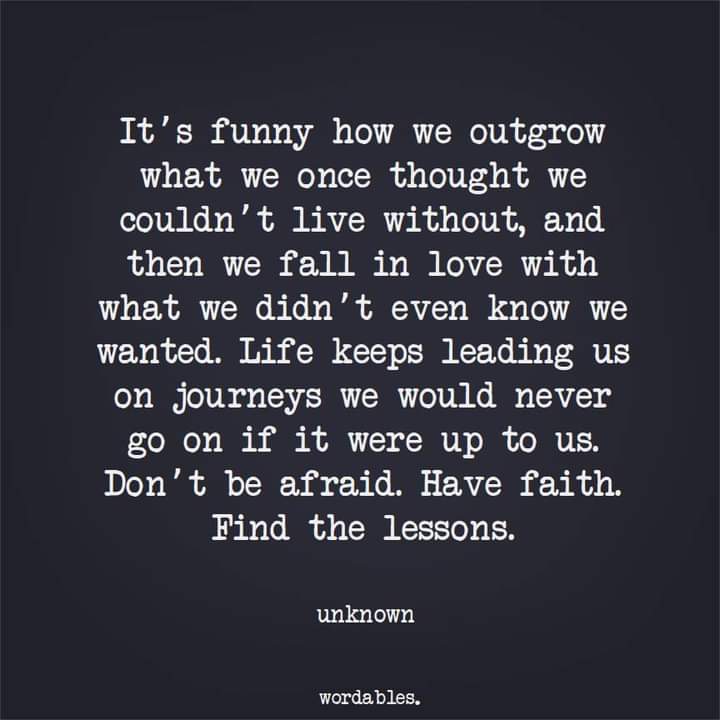 It's funny how we outgrow
what we once thought we
couldn't live without, and
then we fall in love with
what we didn't even know we
wanted. Life keeps leading us
on journeys we would never
go on if it were up to us.
Don't be afraid. Have faith.
Find the lessons.
unknown
wordables.